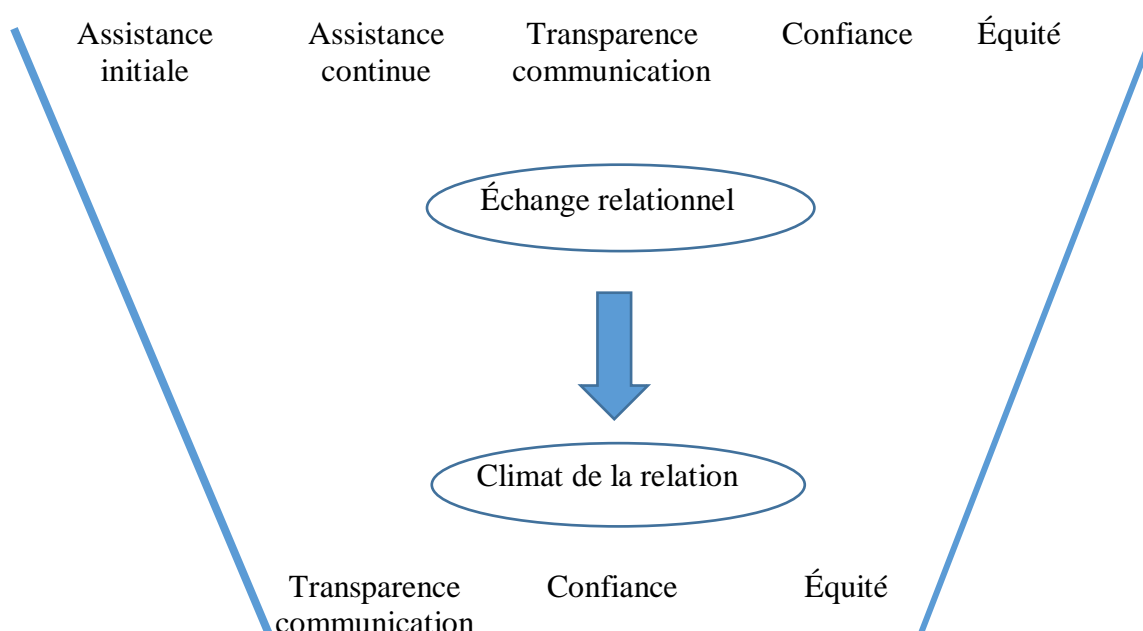 Assistance Assistance Transparence Confiance Équité
initiale continue communication
Échange relationnel
Climat de la relation
Transparence Confiance Équité
communication